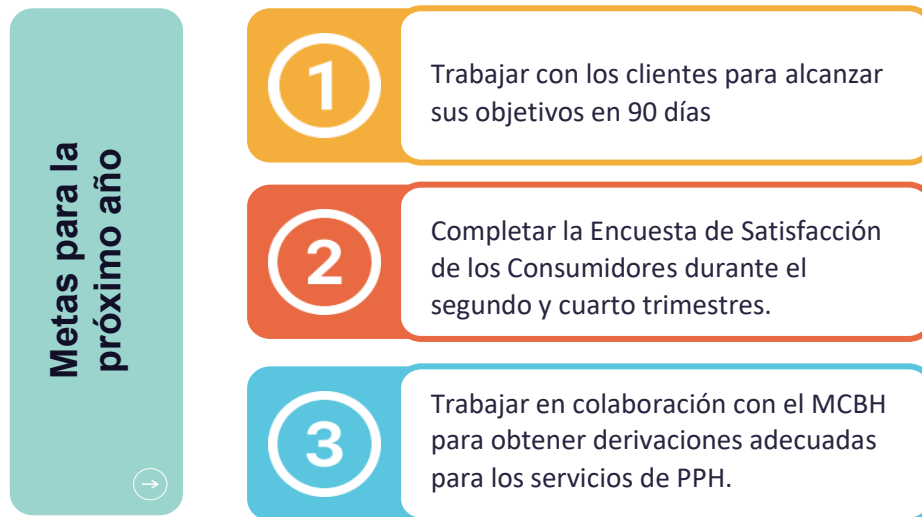 Metas para la
próximo año
1
Trabajar con los clientes para alcanzar
sus objetivos en 90 días
2
Completar la Encuesta de Satisfacción
de los Consumidores durante el
segundo y cuarto trimestres.
3
Trabajar en colaboración con el MCBH
para obtener derivaciones adecuadas
para los servicios de PPH.